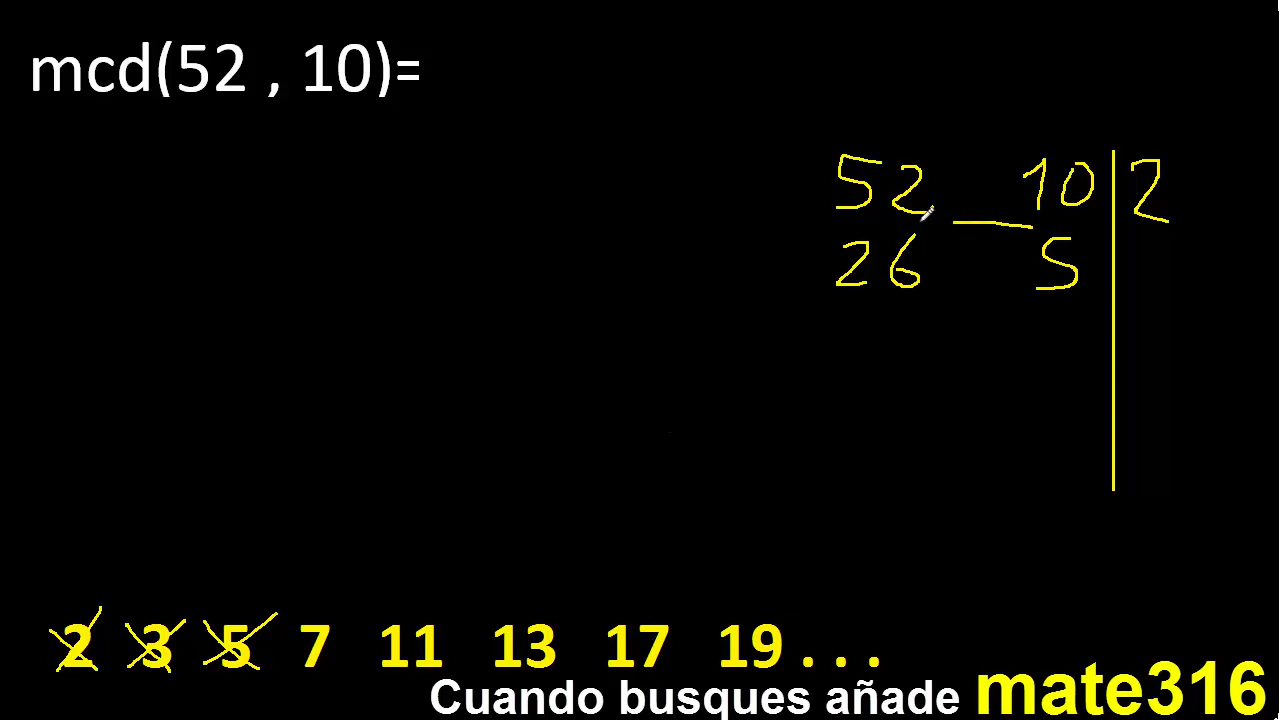 mcd(52 , 10)=
52 — 10 | 2
26 5
2 3 5 7 11 13 17 19 . . .
Cuando busques añade mate316